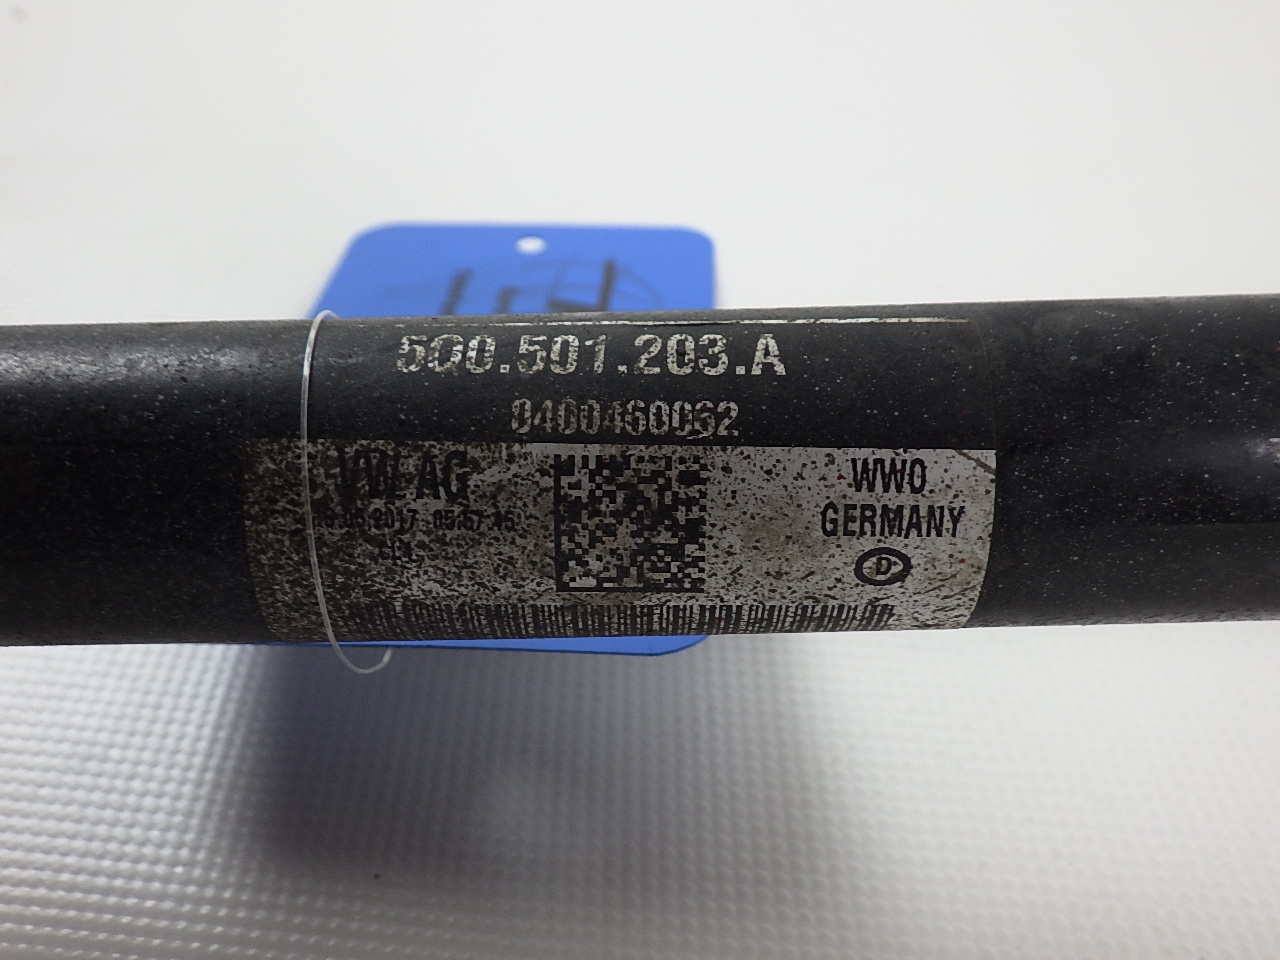 5Q0.501.203.A
0400460062
VW AG
WWO
GERMANY
D